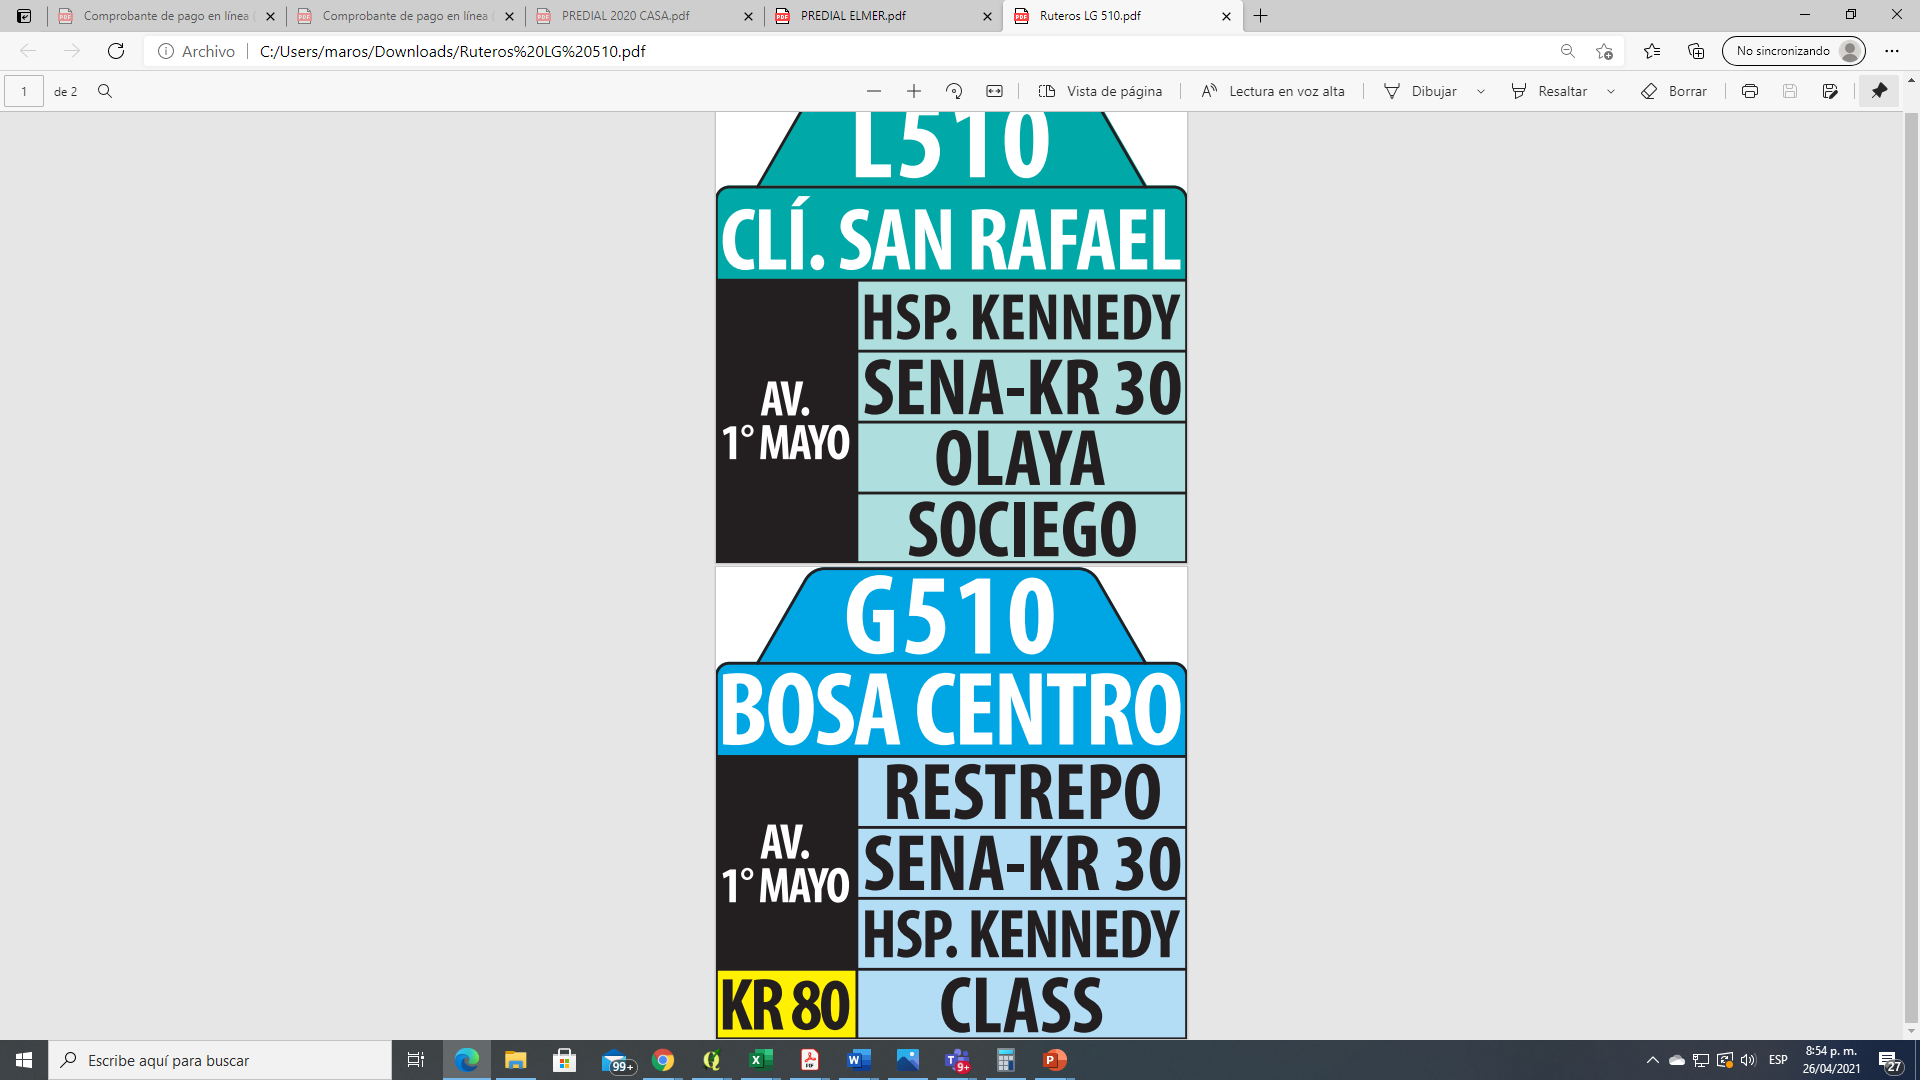 Comprobante de pago en línea
Comprobante de pago en línea
PREDIAL 2020 CASA.pdf
PREDIAL ELMER.pdf
Ruteros LG 510.pdf
Archivo
C:/Users/maros/Downloads/Ruteros%20LG%20510.pdf
No sincronizando
1 de 2
Vista de página
Lectura en voz alta
Dibujar
Resaltar
Borrar
L510
CLÍ. SAN RAFAEL
AV.
1° MAYO
HSP. KENNEDY
SENA-KR 30
OLAYA
SOCIEGO
G510
BOSA CENTRO
AV.
1° MAYO
RESTREPO
SENA-KR 30
HSP. KENNEDY
KR 80
CLASS
Escribe aquí para buscar
99+
9+
ESP
8:54 p. m.
26/04/2021
27